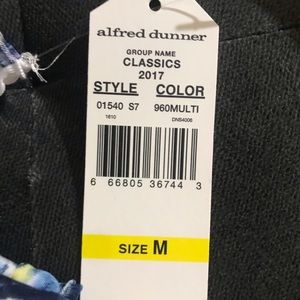 alfred dunner
GROUP NAME
CLASSICS
2017
STYLE COLOR
01540 S7 960MULTI
1610 DNS4006
6 66805 36744 3
SIZE M